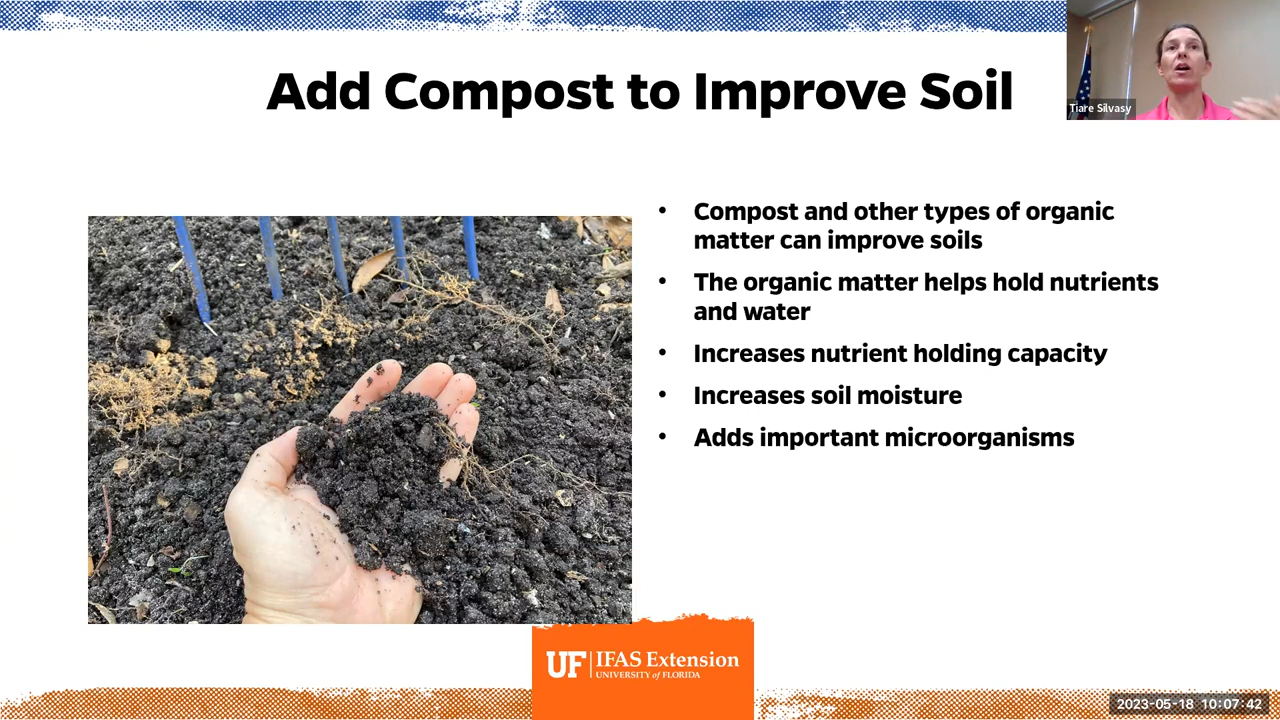 Add Compost to Improve Soil
Tiare Silvasy
• Compost and other types of organic
matter can improve soils
• The organic matter helps hold nutrients
and water
• Increases nutrient holding capacity
• Increases soil moisture
• Adds important microorganisms
UF IFAS Extension
UNIVERSITY of FLORIDA
2023-05-18 10:07:42